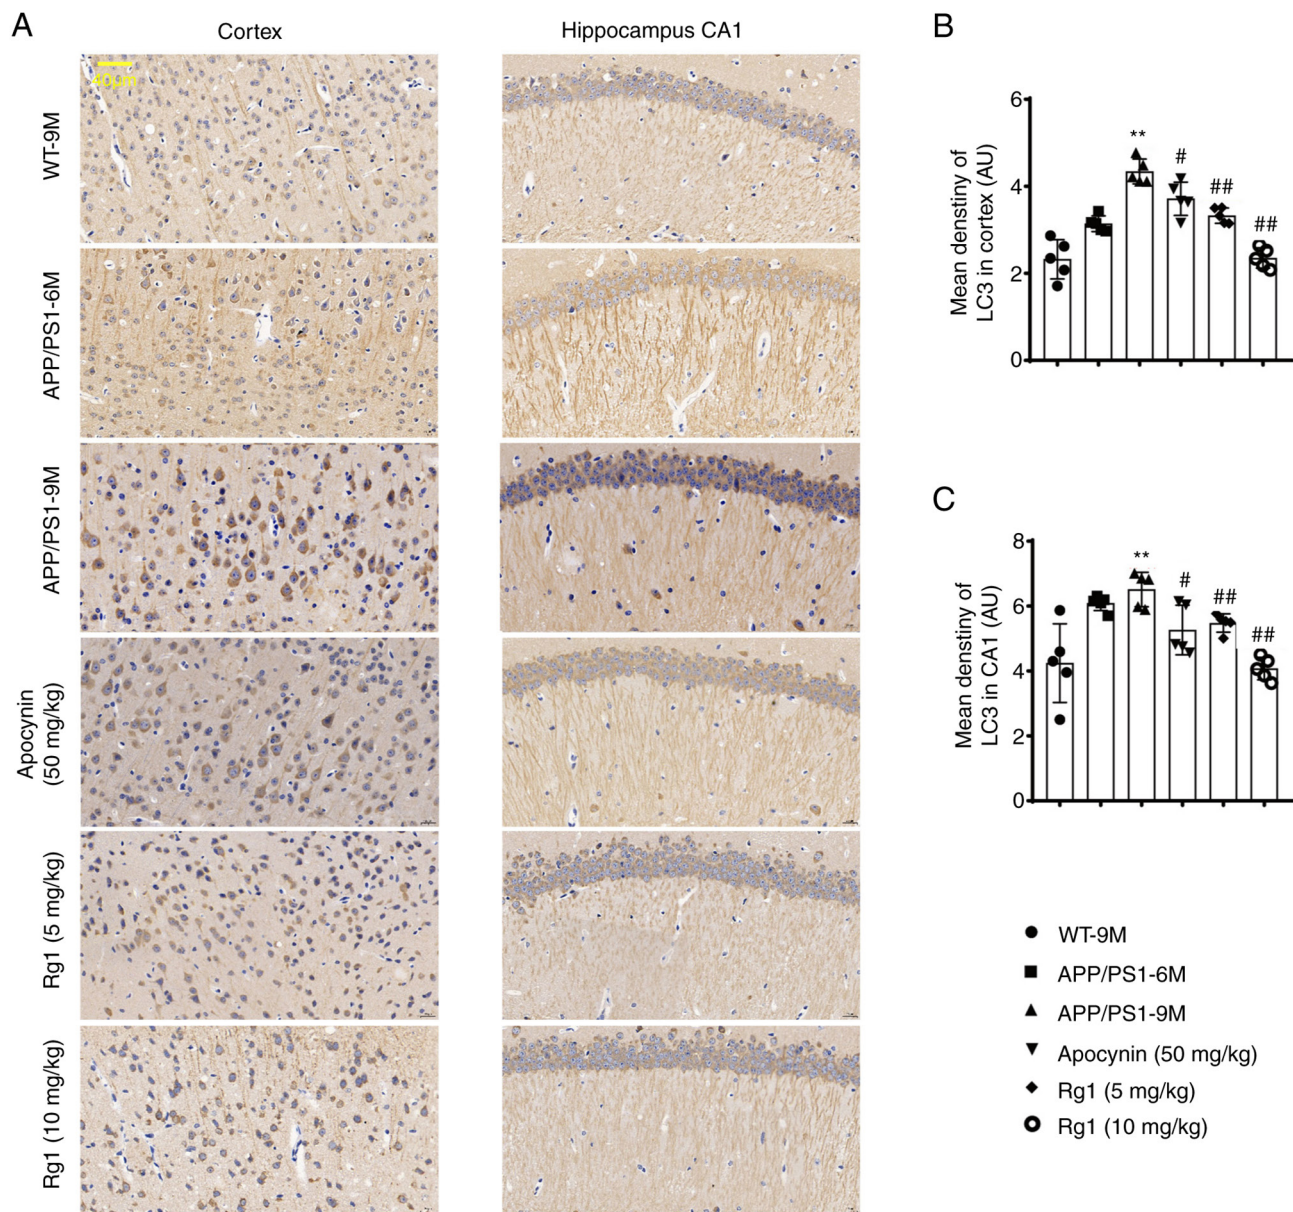 A
Cortex
Hippocampus CA1
40μm
WT-9M
APP/PS1-6M
APP/PS1-9M
Apocynin
(50 mg/kg)
Rg1 (5 mg/kg)
Rg1 (10 mg/kg)
B
Mean denstiny of
LC3 in cortex (AU)
6
4
2
0
**
#
##
##
C
Mean denstiny of
LC3 in CA1 (AU)
8
6
4
2
0
**
#
##
##
WT-9M
APP/PS1-6M
APP/PS1-9M
Apocynin (50 mg/kg)
Rg1 (5 mg/kg)
Rg1 (10 mg/kg)